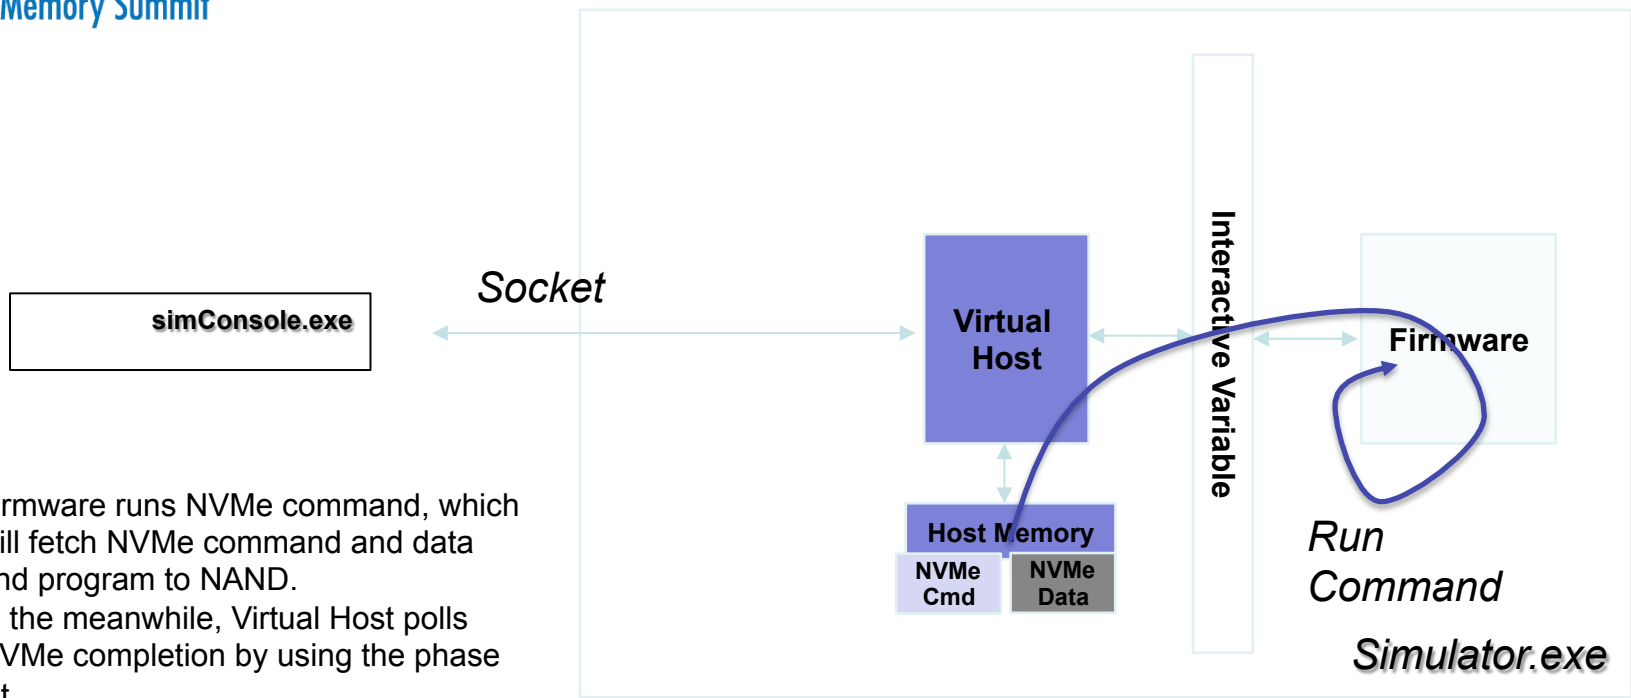 Memory Summit
simConsole.exe
Socket
Virtual
Host
Interactive Variable
Firmware
Host Memory
NVMe
Cmd
NVMe
Data
Run
Command
Simulator.exe
rmware runs NVMe command, which
ill fetch NVMe command and data
nd program to NAND.
the meanwhile, Virtual Host polls
VMe completion by using the phase
t